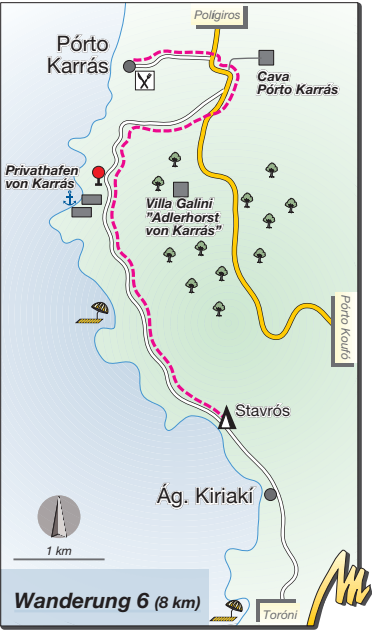 Polígiros
Pórto
Karrás
Cava
Pórto Karrás
Privathafen
von Karrás
Villa Galini
"Adlerhorst
von Karrás"
Pórto Koufó
Stavrós
Ág. Kiriakí
1 km
Wanderung 6 (8 km)
Toróni